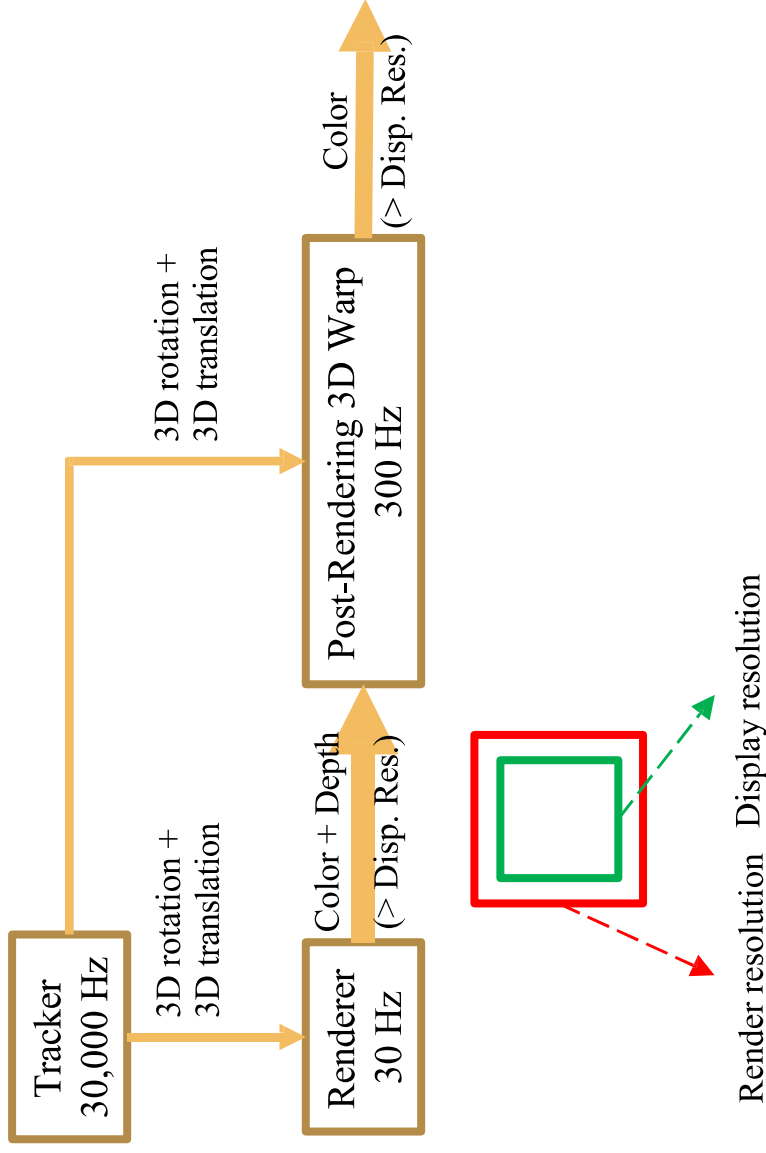 Tracker
30,000 Hz
3D rotation +
3D translation
3D rotation +
3D translation
Renderer
30 Hz
Color + Depth
(> Disp. Res.)
Post-Rendering 3D Warp
300 Hz
Color
(> Disp. Res.)
Render resolution
Display resolution